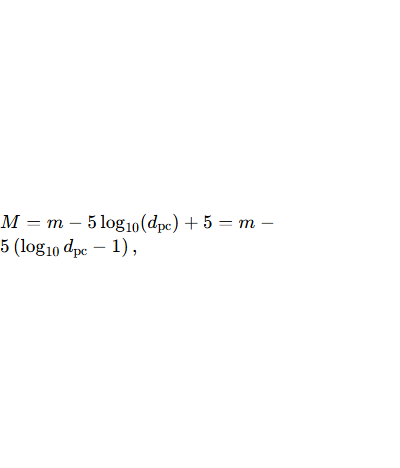 M = m − 5 log₁₀(d_pc) + 5 = m −
5 (log₁₀ d_pc − 1) ,